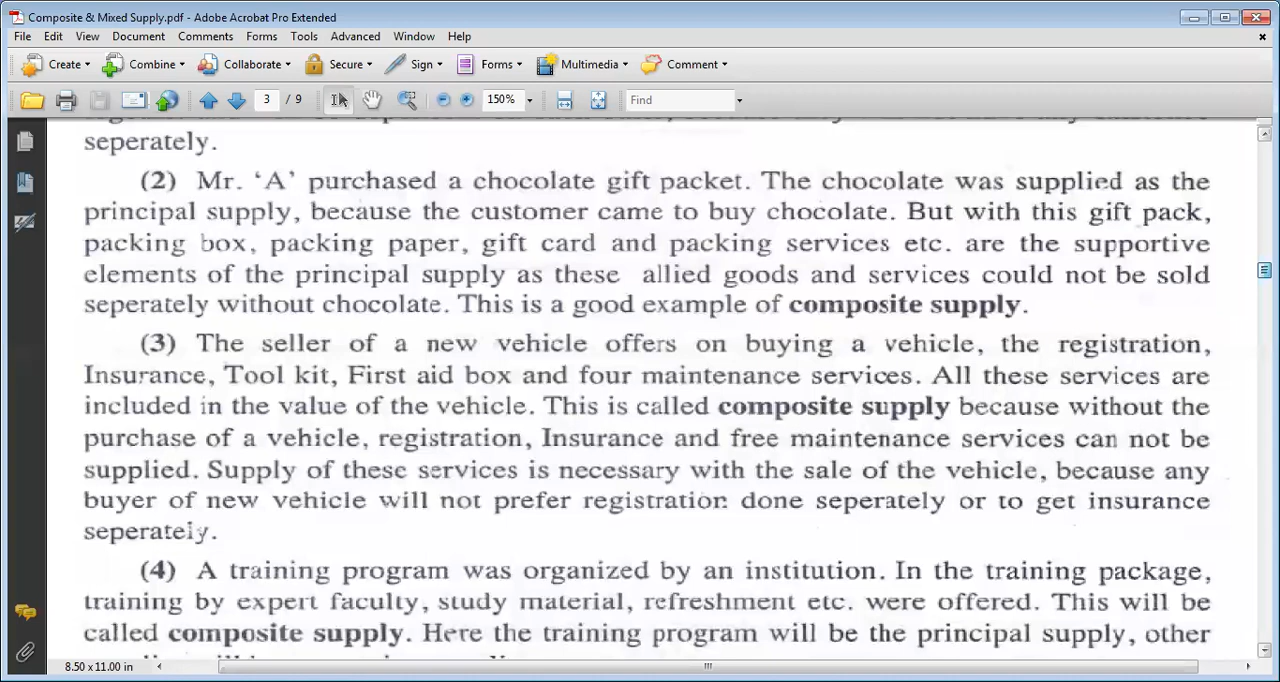 Composite & Mixed Supply.pdf - Adobe Acrobat Pro Extended
File Edit View Document Comments Forms Tools Advanced Window Help
Create Combine Collaborate Secure Sign Forms Multimedia Comment
3 / 9 150% Find
seperately.
(2) Mr. ‘A’ purchased a chocolate gift packet. The chocolate was supplied as the
principal supply, because the customer came to buy chocolate. But with this gift pack,
packing box, packing paper, gift card and packing services etc. are the supportive
elements of the principal supply as these allied goods and services could not be sold
seperately without chocolate. This is a good example of composite supply.
(3) The seller of a new vehicle offers on buying a vehicle, the registration,
Insurance, Tool kit, First aid box and four maintenance services. All these services are
included in the value of the vehicle. This is called composite supply because without the
purchase of a vehicle, registration, Insurance and free maintenance services can not be
supplied. Supply of these services is necessary with the sale of the vehicle, because any
buyer of new vehicle will not prefer registration done seperately or to get insurance
seperately.
(4) A training program was organized by an institution. In the training package,
training by expert faculty, study material, refreshment etc. were offered. This will be
called composite supply. Here the training program will be the principal supply, other
8.50 x 11.00 in